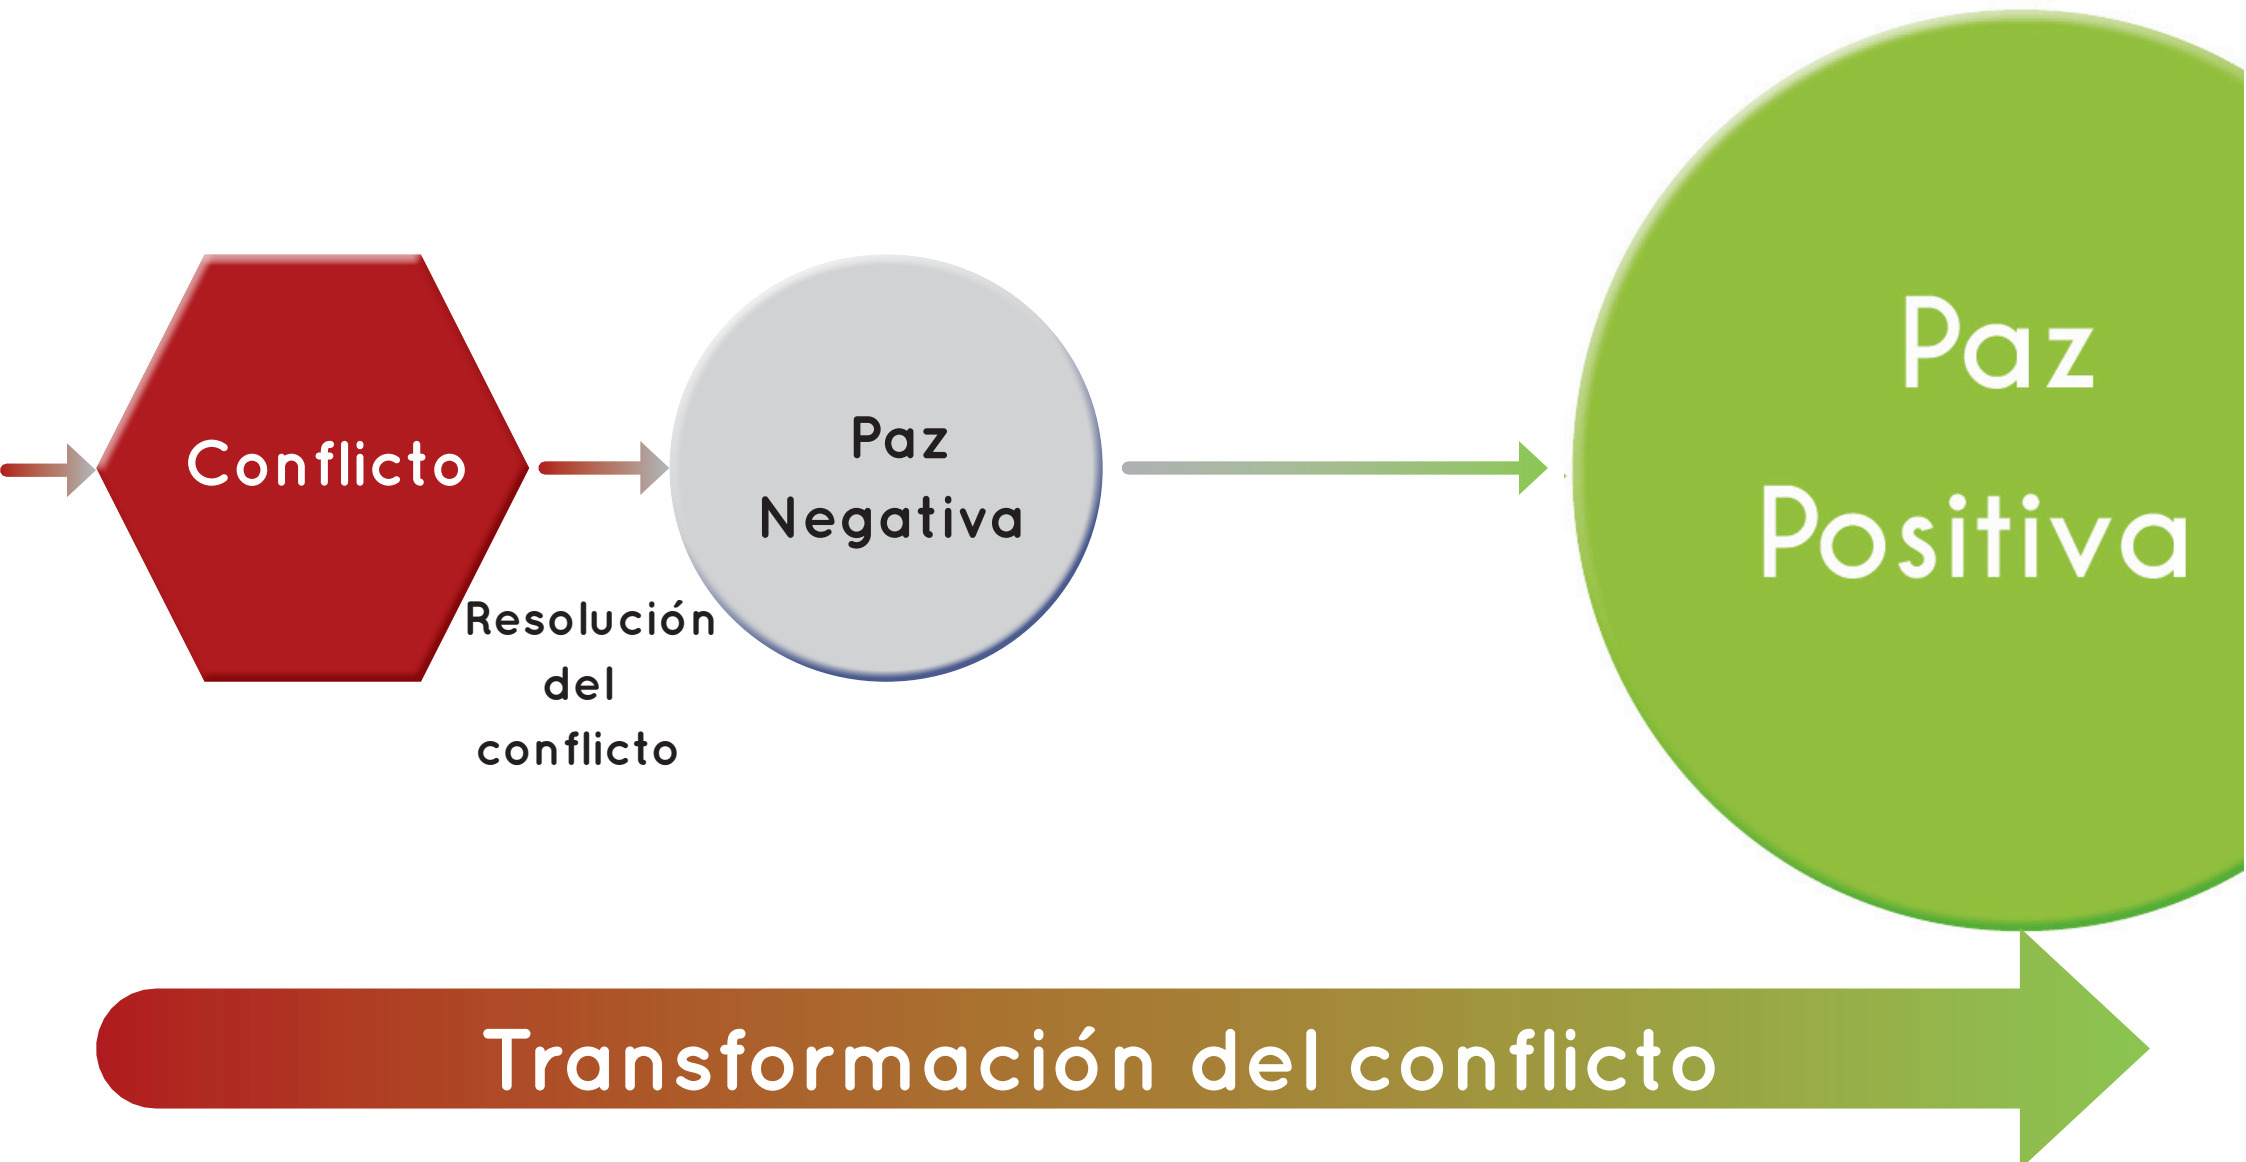 Conflicto
Resolución
del
conflicto
Paz
Negativa
Paz
Positiva
Transformación del conflicto